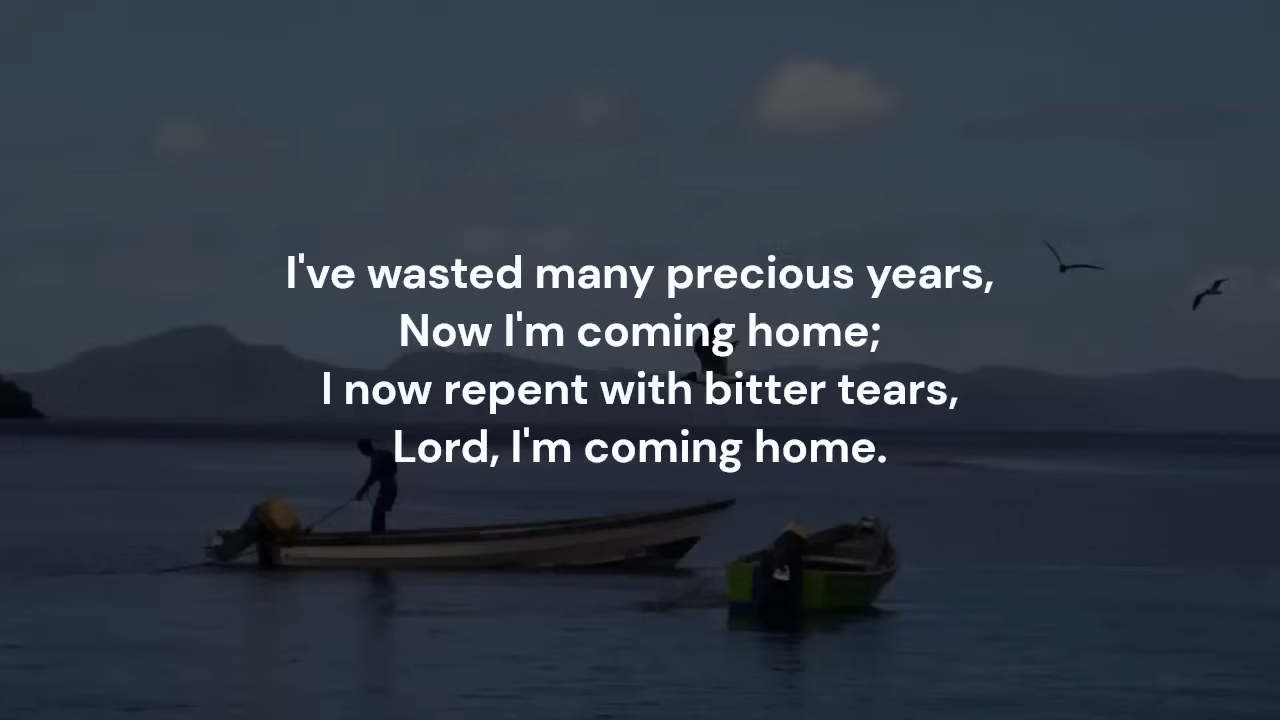 I've wasted many precious years,
Now I'm coming home;
I now repent with bitter tears,
Lord, I'm coming home.